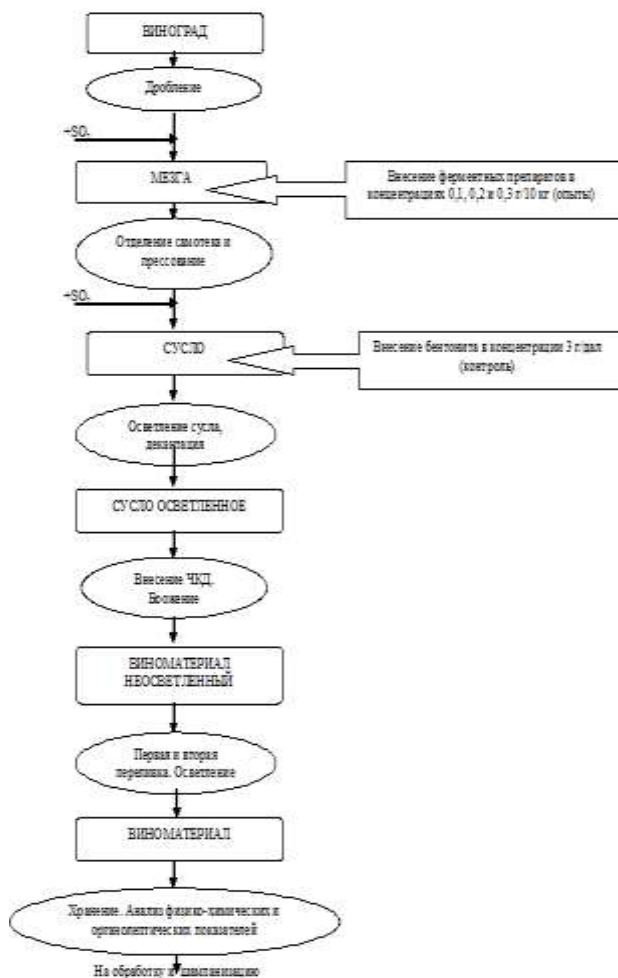 ВИНОГРАД
Дробление
+SO₂
МЕЗГА
Внесение ферментных препаратов в
концентрациях 0,1, 0,2 и 0,3 г/10 кг (опыты)
Отделение самотека и
прессование
+SO₂
СУСЛО
Внесение бентонита в концентрации 3 г/дал
(контроль)
Осветление сусла,
декантация
СУСЛО ОСВЕТЛЕННОЕ
Внесение ЧКД.
Брожение
ВИНОМАТЕРИАЛ
НЕОСВЕТЛЕННЫЙ
Первая и вторая
переливка. Осветление
ВИНОМАТЕРИАЛ
Хранение. Анализ физико-химических и
органолептических показателей
На обработку и шампанизацию